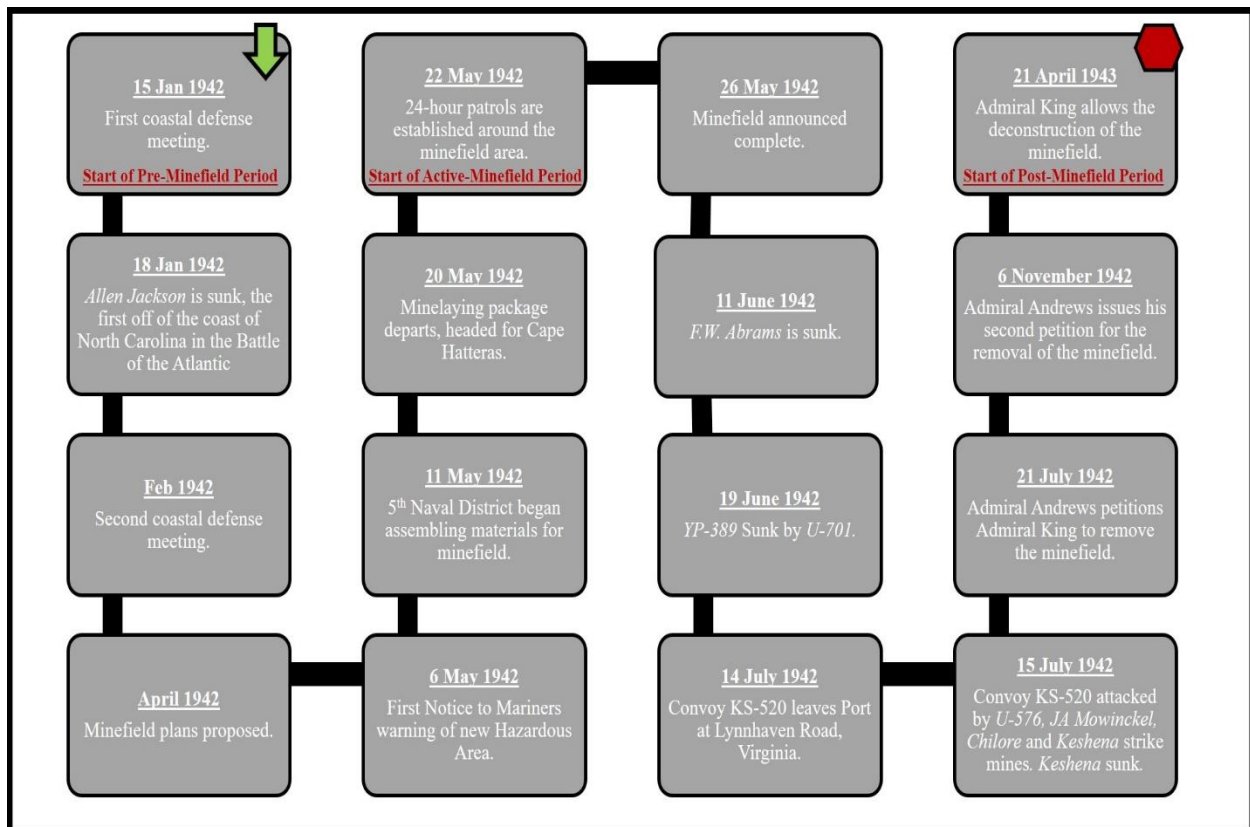 15 Jan 1942
First coastal defense
meeting.
Start of Pre-Minefield Period
18 Jan 1942
Allen Jackson is sunk, the
first off of the coast of
North Carolina in the Battle
of the Atlantic
Feb 1942
Second coastal defense
meeting.
April 1942
Minefield plans proposed.
6 May 1942
First Notice to Mariners
warning of new Hazardous
Area.
11 May 1942
5th Naval District began
assembling materials for
minefield.
20 May 1942
Minelaying package
departs, headed for Cape
Hatteras.
22 May 1942
24-hour patrols are
established around the
minefield area.
Start of Active-Minefield Period
26 May 1942
Minefield announced
complete.
11 June 1942
F.W. Abrams is sunk.
19 June 1942
YP-389 Sunk by U-701.
14 July 1942
Convoy KS-520 leaves Port
at Lynnhaven Road,
Virginia.
15 July 1942
Convoy KS-520 attacked
by U-576, JA Mowinckel,
Chilore and Keshena strike
mines. Keshena sunk.
21 July 1942
Admiral Andrews petitions
Admiral King to remove
the minefield.
6 November 1942
Admiral Andrews issues his
second petition for the
removal of the minefield.
21 April 1943
Admiral King allows the
deconstruction of the
minefield.
Start of Post-Minefield Period